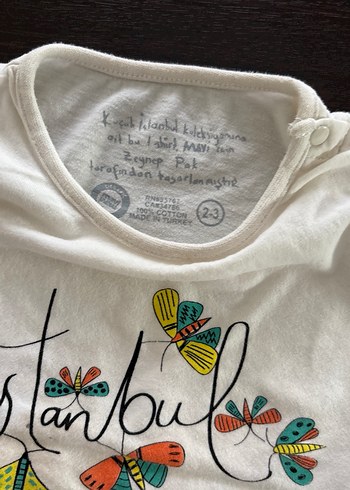 Küçük İstanbul koleksiyonuna
ait bu t-shirt, MAVİ için
Zeynep Pak
tarafından tasarlanmıştır
100% COTTON
MADE IN TURKEY
2-3
stanbul